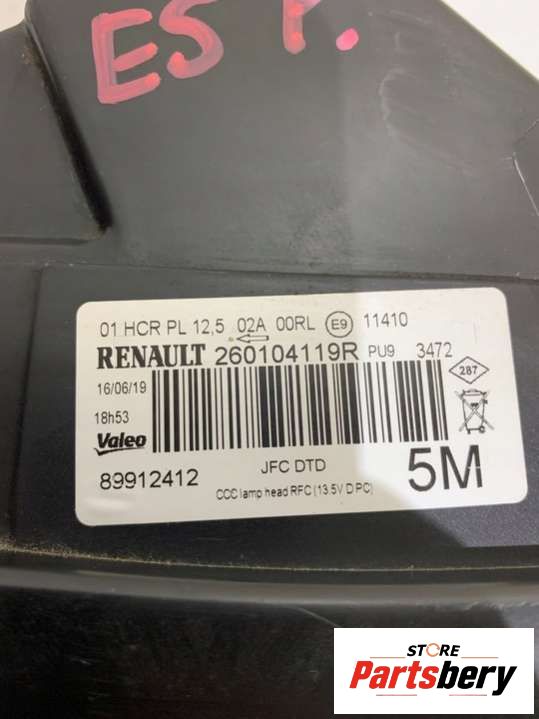 ES P.
01 HCR PL 12,5 02A 00RL E9 11410
RENAULT 260104119R PU9 3472
16/06/19
287
18h53
Valeo
89912412
JFC DTD
5M
CCC lamp head RFC (13.5V D PC)
STORE
Partsbery